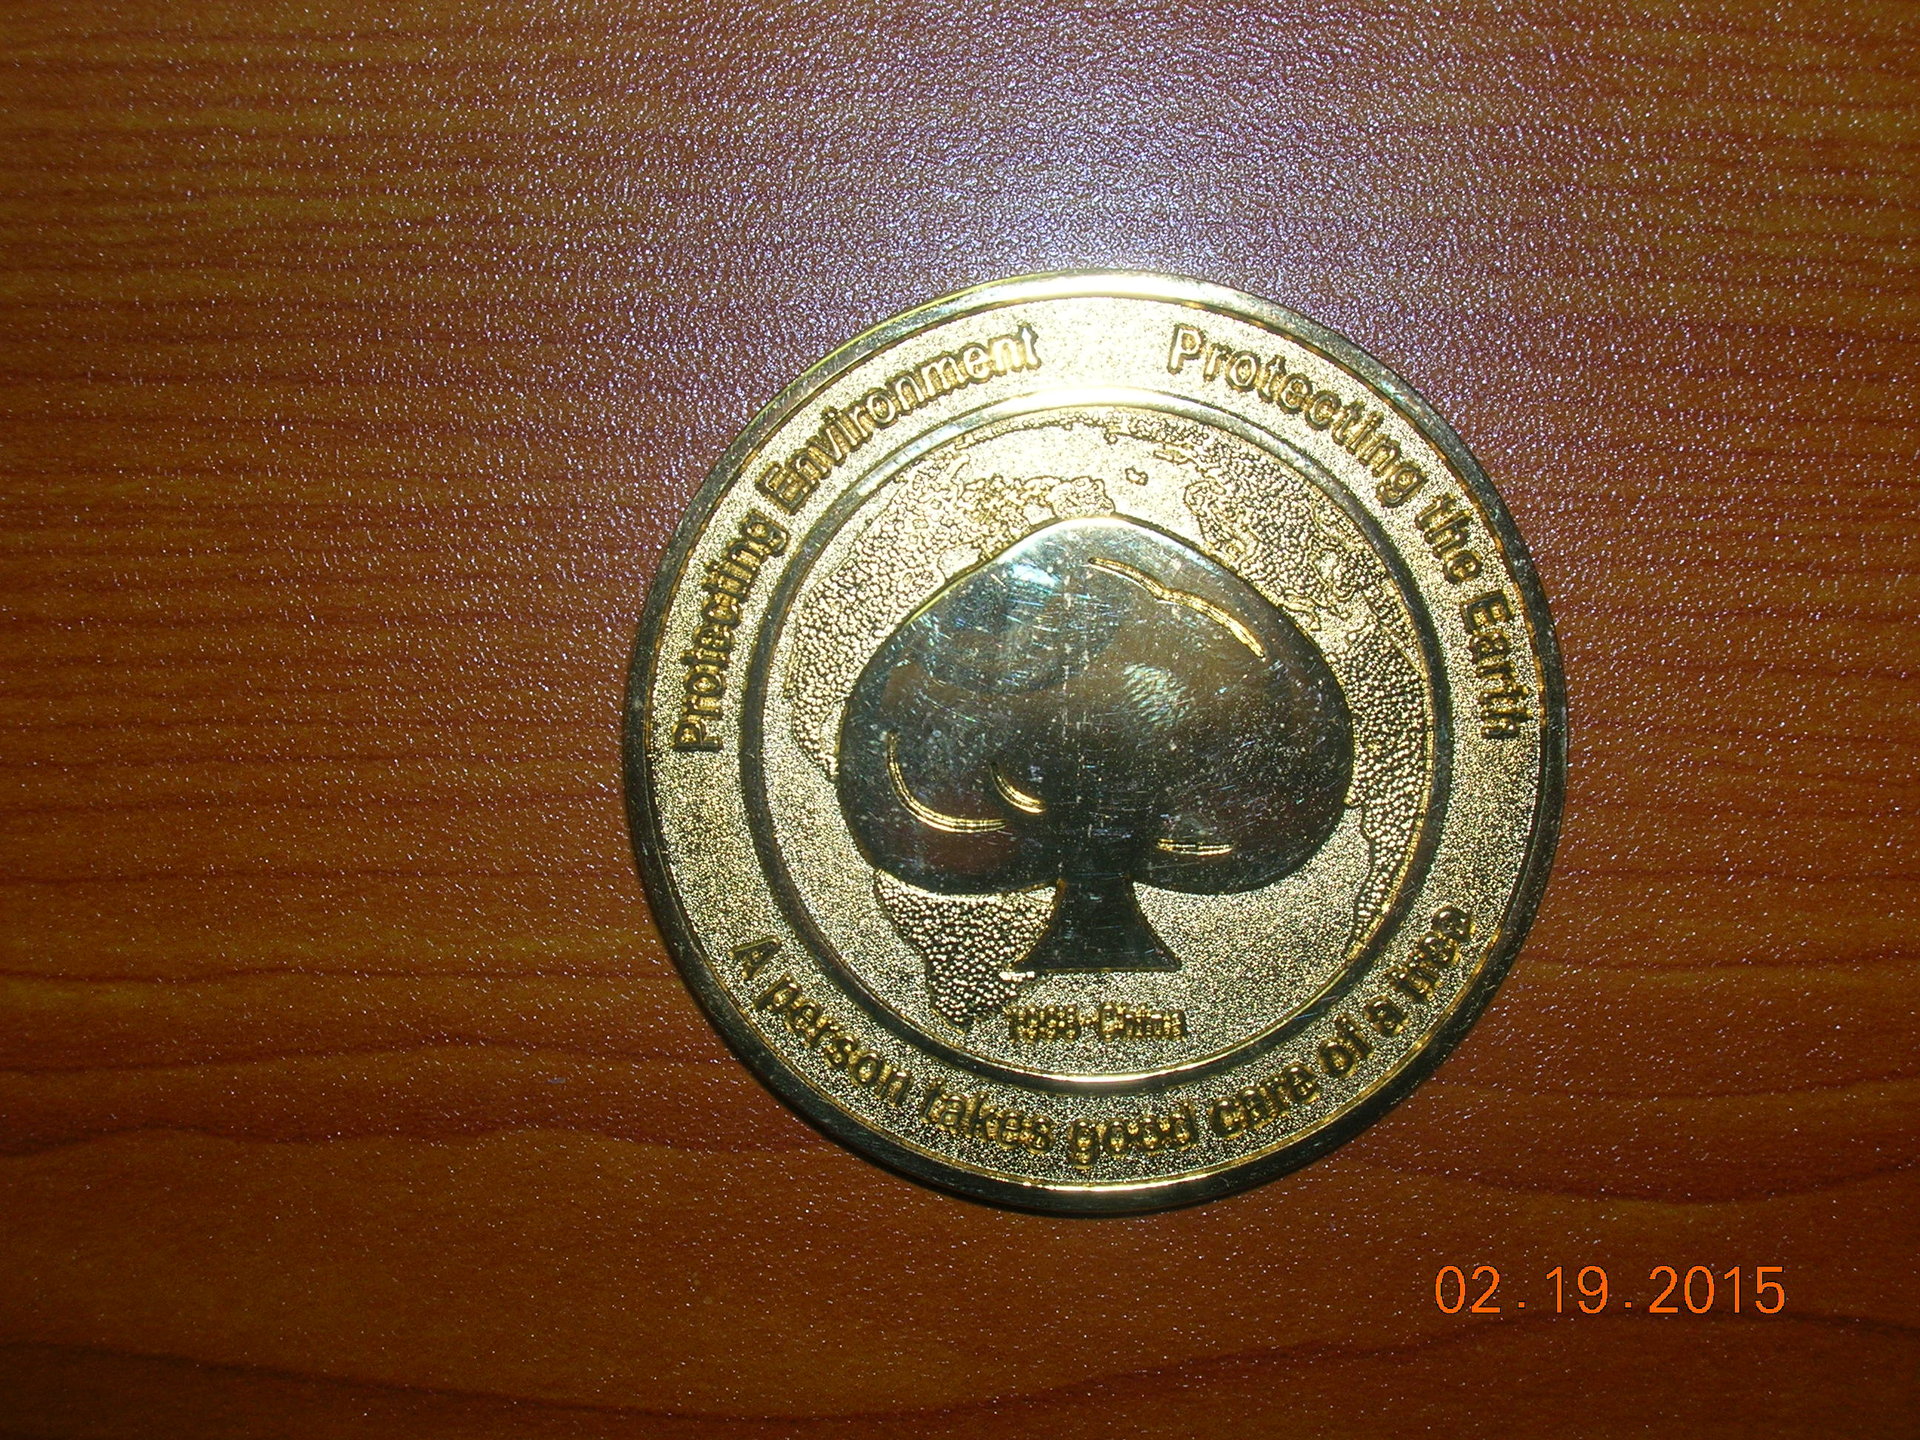 Protecting Environment
Protecting the Earth
A person takes good care of a tree
China
02.19.2015